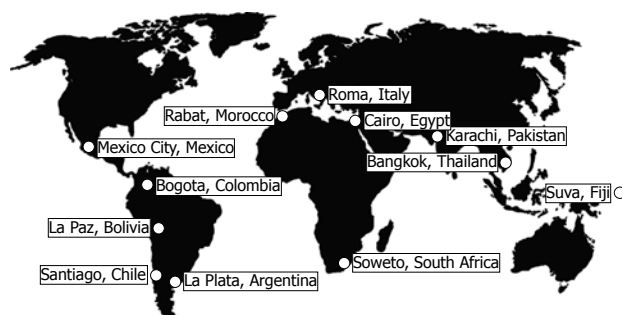 Roma, Italy
Rabat, Morocco
Cairo, Egypt
Karachi, Pakistan
Mexico City, Mexico
Bangkok, Thailand
Bogota, Colombia
Suva, Fiji
La Paz, Bolivia
Soweto, South Africa
Santiago, Chile
La Plata, Argentina